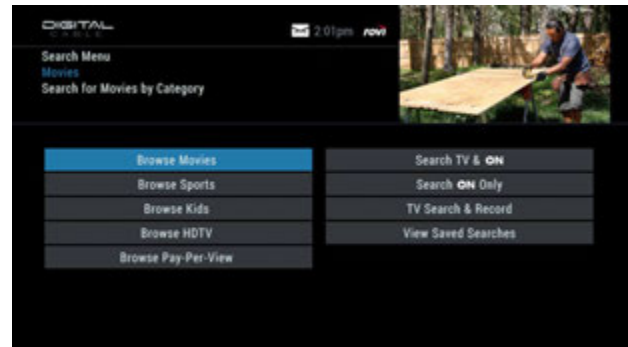 DIGITAL
CABLE
2:01pm rovi
Search Menu
Movies
Search for Movies by Category
Browse Movies
Browse Sports
Browse Kids
Browse HDTV
Browse Pay-Per-View
Search TV & ON
Search ON Only
TV Search & Record
View Saved Searches